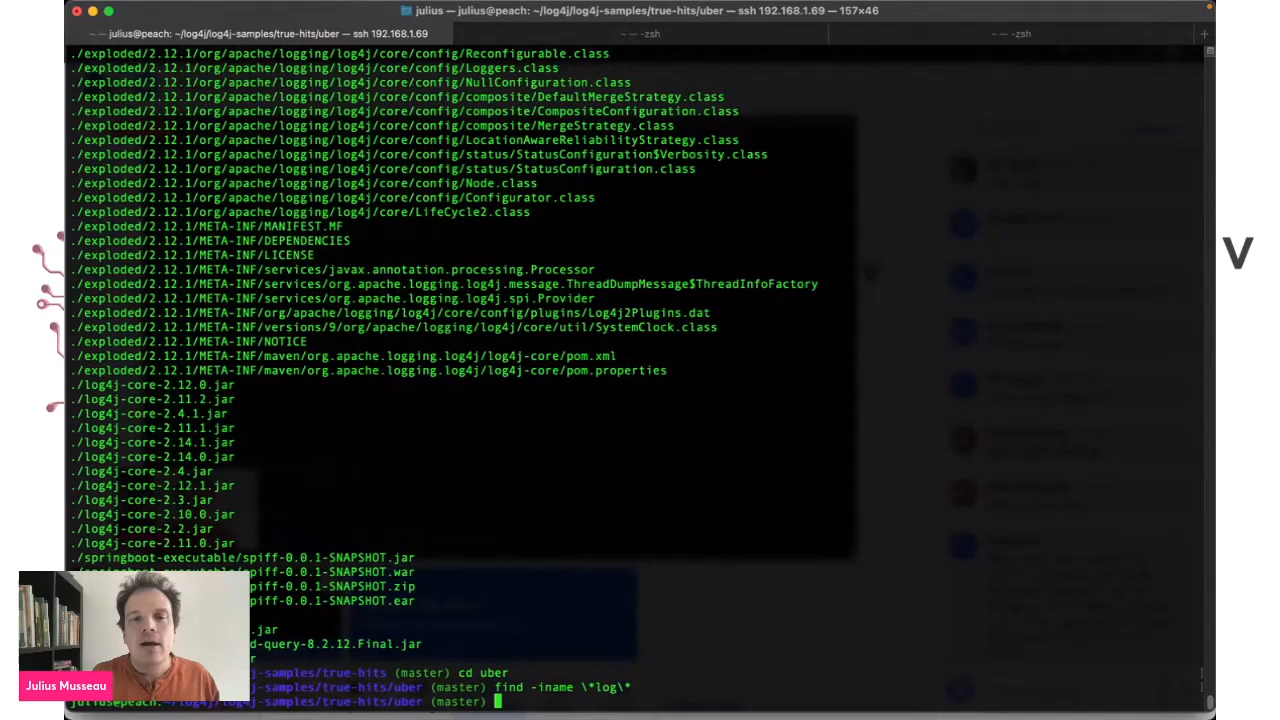 julius — julius@peach: ~/log4j/log4j-samples/true-hits/uber — ssh 192.168.1.69 — 157×46
~ — julius@peach: ~/log4j/log4j-samples/true-hits/uber — ssh 192.168.1.69
~ — -zsh
~ — -zsh
+
./exploded/2.12.1/org/apache/logging/log4j/core/config/Reconfigurable.class
./exploded/2.12.1/org/apache/logging/log4j/core/config/Loggers.class
./exploded/2.12.1/org/apache/logging/log4j/core/config/NullConfiguration.class
./exploded/2.12.1/org/apache/logging/log4j/core/config/composite/DefaultMergeStrategy.class
./exploded/2.12.1/org/apache/logging/log4j/core/config/composite/CompositeConfiguration.class
./exploded/2.12.1/org/apache/logging/log4j/core/config/composite/MergeStrategy.class
./exploded/2.12.1/org/apache/logging/log4j/core/config/LocationAwareReliabilityStrategy.class
./exploded/2.12.1/org/apache/logging/log4j/core/config/status/StatusConfiguration$Verbosity.class
./exploded/2.12.1/org/apache/logging/log4j/core/config/status/StatusConfiguration.class
./exploded/2.12.1/org/apache/logging/log4j/core/config/Node.class
./exploded/2.12.1/org/apache/logging/log4j/core/config/Configurator.class
./exploded/2.12.1/org/apache/logging/log4j/core/LifeCycle2.class
./exploded/2.12.1/META-INF/MANIFEST.MF
./exploded/2.12.1/META-INF/DEPENDENCIES
./exploded/2.12.1/META-INF/LICENSE
./exploded/2.12.1/META-INF/services/javax.annotation.processing.Processor
./exploded/2.12.1/META-INF/services/org.apache.logging.log4j.message.ThreadDumpMessage$ThreadInfoFactory
./exploded/2.12.1/META-INF/services/org.apache.logging.log4j.spi.Provider
./exploded/2.12.1/META-INF/org/apache/logging/log4j/core/config/plugins/Log4j2Plugins.dat
./exploded/2.12.1/META-INF/versions/9/org/apache/logging/log4j/core/util/SystemClock.class
./exploded/2.12.1/META-INF/NOTICE
./exploded/2.12.1/META-INF/maven/org.apache.logging.log4j/log4j-core/pom.xml
./exploded/2.12.1/META-INF/maven/org.apache.logging.log4j/log4j-core/pom.properties
./log4j-core-2.12.0.jar
./log4j-core-2.11.2.jar
./log4j-core-2.4.1.jar
./log4j-core-2.11.1.jar
./log4j-core-2.14.1.jar
./log4j-core-2.14.0.jar
./log4j-core-2.4.jar
./log4j-core-2.12.1.jar
./log4j-core-2.3.jar
./log4j-core-2.10.0.jar
./log4j-core-2.2.jar
./log4j-core-2.11.0.jar
./springboot-executable/spiff-0.0.1-SNAPSHOT.jar
./springboot-executable/spiff-0.0.1-SNAPSHOT.war
piff-0.0.1-SNAPSHOT.zip
piff-0.0.1-SNAPSHOT.ear
.jar
d-query-8.2.12.Final.jar
r
j-samples/true-hits (master) cd uber
j-samples/true-hits/uber (master) find -iname \*log\*
julius@peach:~/log4j/log4j-samples/true-hits/uber (master)
Julius Musseau
V